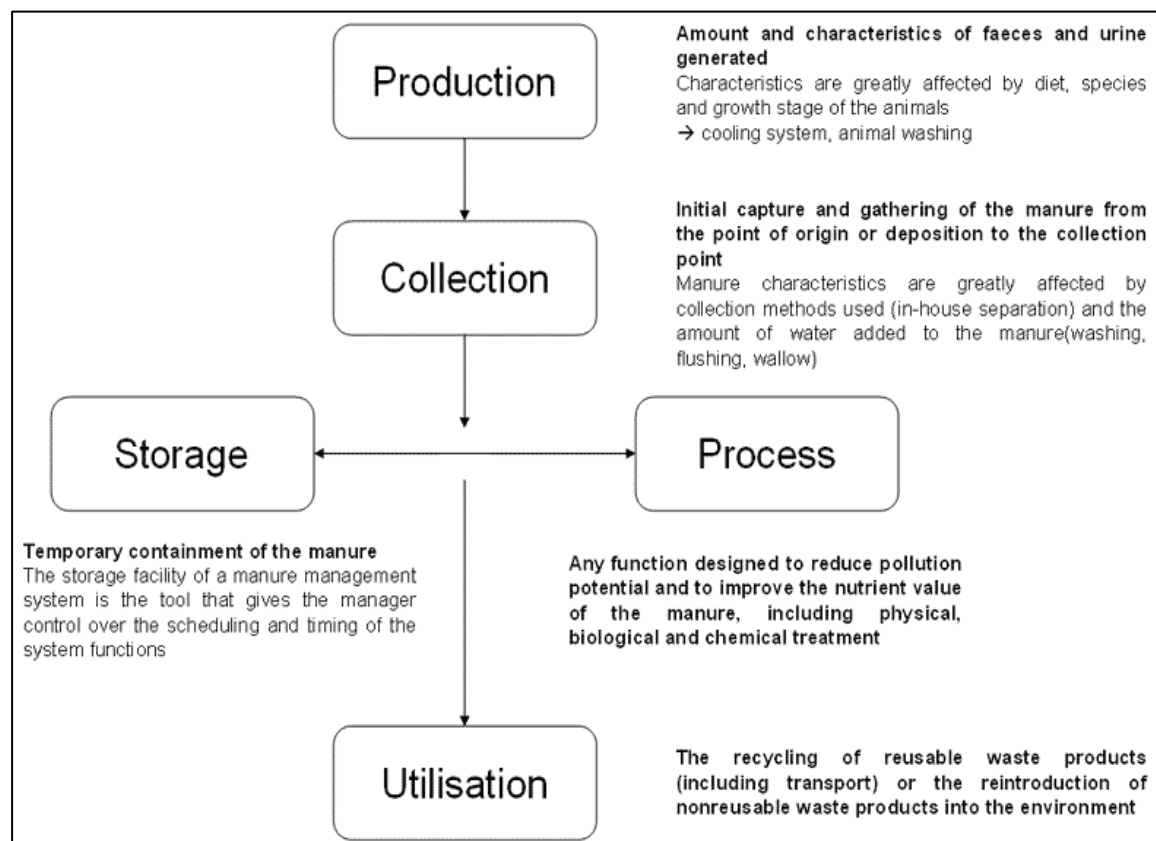 Production
Amount and characteristics of faeces and urine
generated
Characteristics are greatly affected by diet, species
and growth stage of the animals
→ cooling system, animal washing
Collection
Initial capture and gathering of the manure from
the point of origin or deposition to the collection
point
Manure characteristics are greatly affected by
collection methods used (in-house separation) and the
amount of water added to the manure(washing,
flushing, wallow)
Storage
Process
Temporary containment of the manure
The storage facility of a manure management
system is the tool that gives the manager
control over the scheduling and timing of the
system functions
Any function designed to reduce pollution
potential and to improve the nutrient value
of the manure, including physical,
biological and chemical treatment
Utilisation
The recycling of reusable waste products
(including transport) or the reintroduction of
nonreusable waste products into the environment